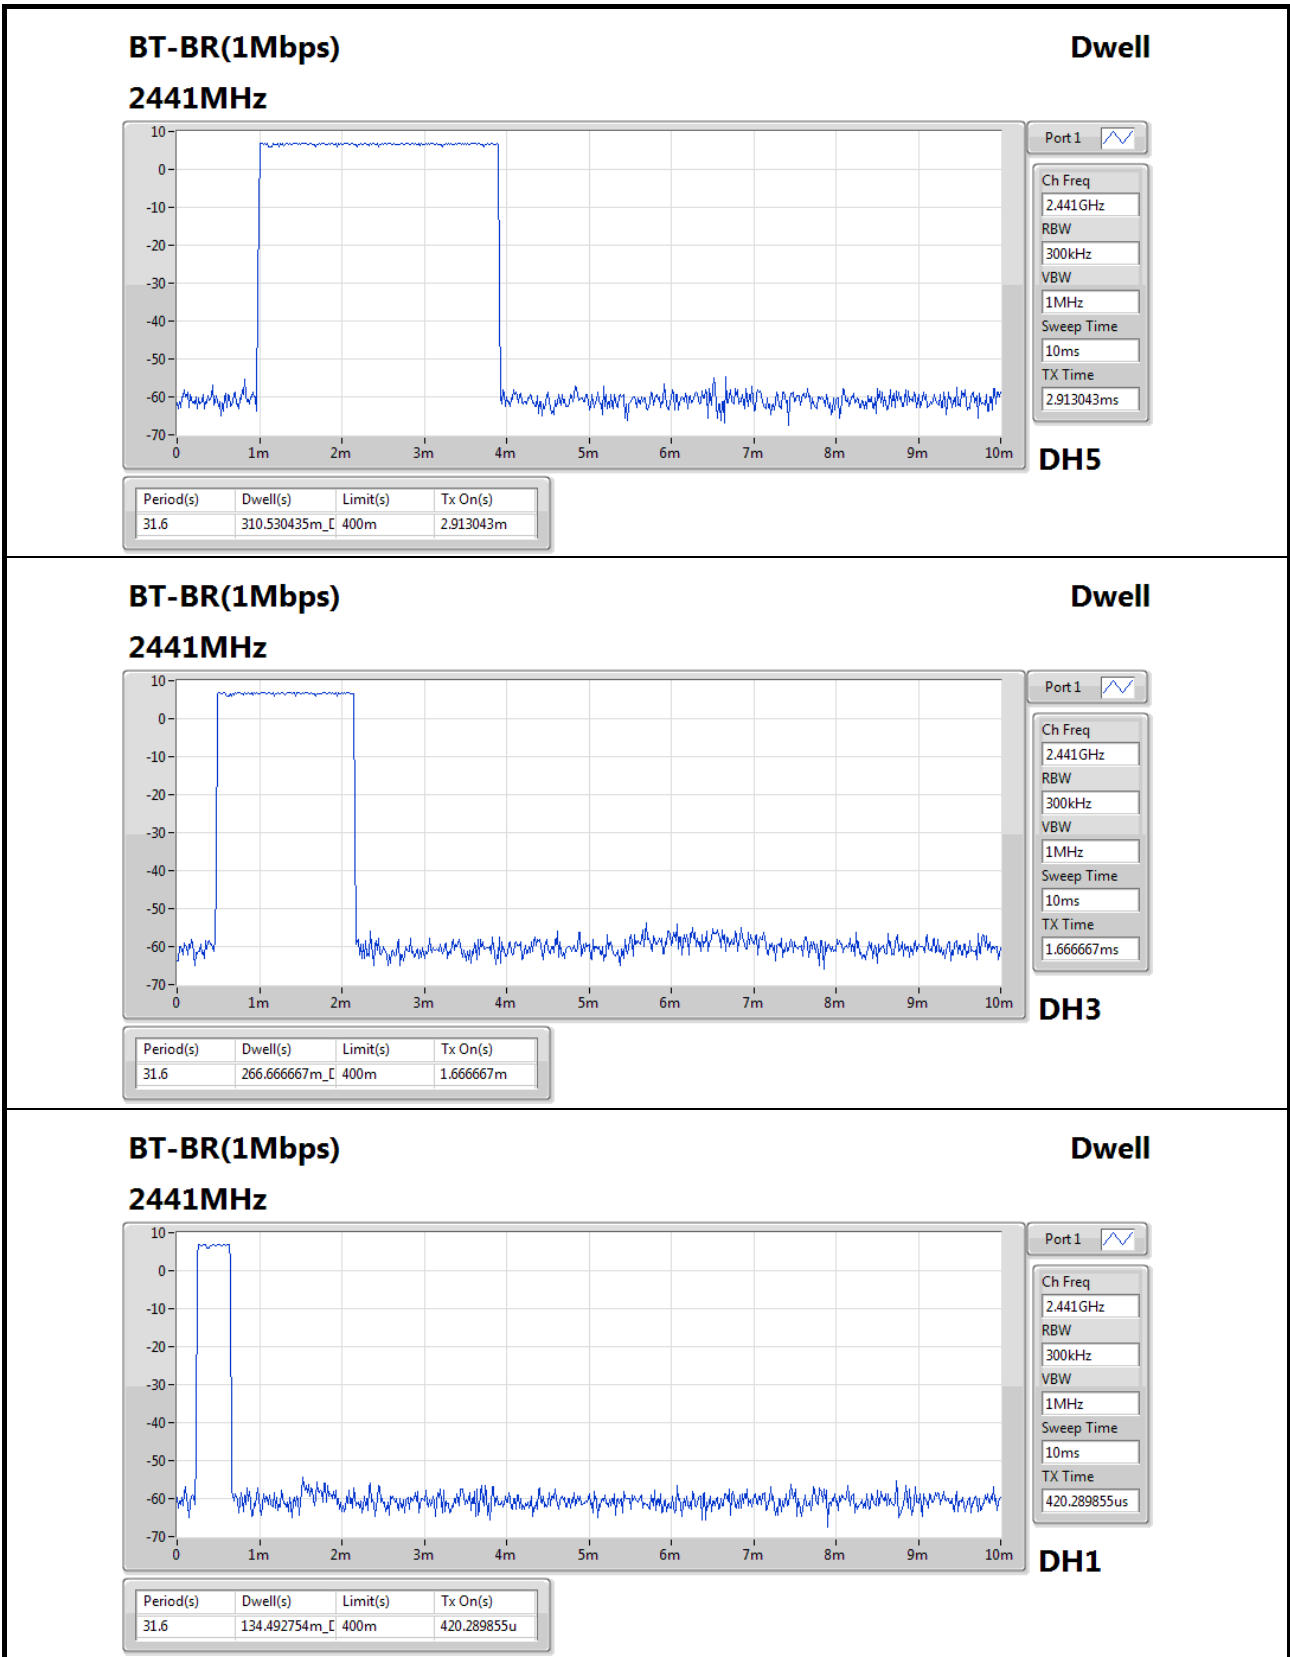 BT-BR(1Mbps) Dwell
2441MHz
10
0
-10
-20
-30
-40
-50
-60
-70
0 1m 2m 3m 4m 5m 6m 7m 8m 9m 10m
Port 1
Ch Freq
2.441GHz
RBW
300kHz
VBW
1MHz
Sweep Time
10ms
TX Time
2.913043ms
DH5
Period(s) Dwell(s) Limit(s) Tx On(s)
31.6 310.530435m_D 400m 2.913043m
BT-BR(1Mbps) Dwell
2441MHz
10
0
-10
-20
-30
-40
-50
-60
-70
0 1m 2m 3m 4m 5m 6m 7m 8m 9m 10m
Port 1
Ch Freq
2.441GHz
RBW
300kHz
VBW
1MHz
Sweep Time
10ms
TX Time
1.666667ms
DH3
Period(s) Dwell(s) Limit(s) Tx On(s)
31.6 266.666667m_D 400m 1.666667m
BT-BR(1Mbps) Dwell
2441MHz
10
0
-10
-20
-30
-40
-50
-60
-70
0 1m 2m 3m 4m 5m 6m 7m 8m 9m 10m
Port 1
Ch Freq
2.441GHz
RBW
300kHz
VBW
1MHz
Sweep Time
10ms
TX Time
420.289855us
DH1
Period(s) Dwell(s) Limit(s) Tx On(s)
31.6 134.492754m_D 400m 420.289855u